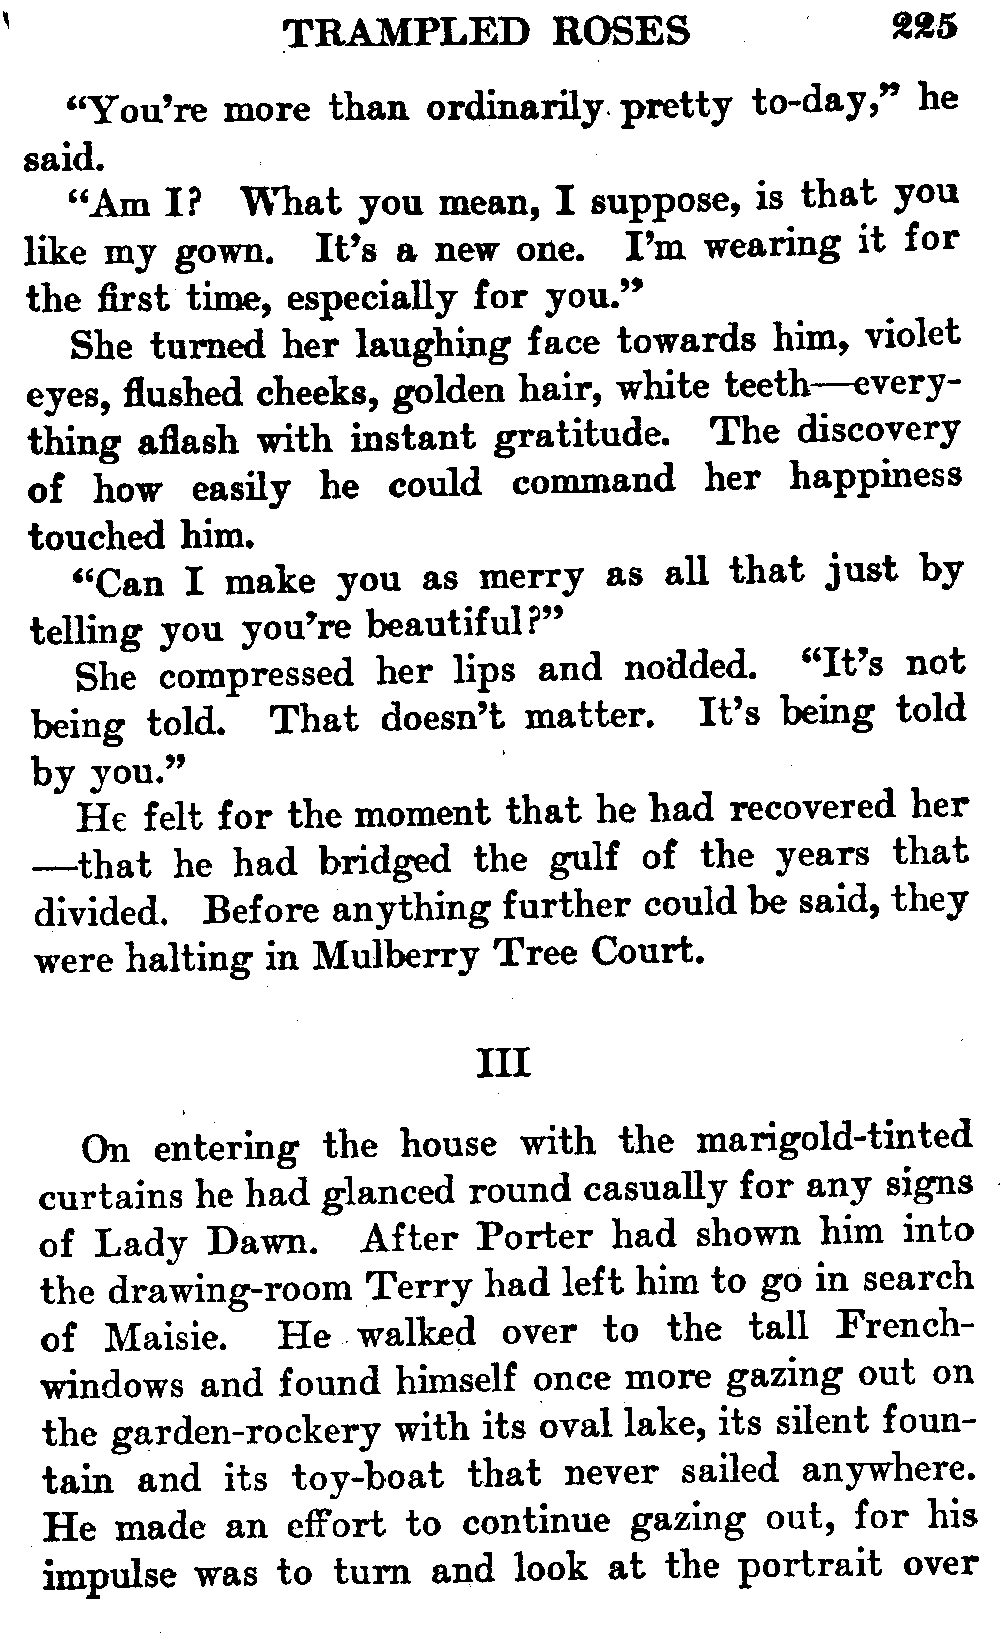 TRAMPLED ROSES 225
“You're more than ordinarily pretty to-day,” he
said.
“Am I? What you mean, I suppose, is that you
like my gown. It's a new one. I'm wearing it for
the first time, especially for you.”
She turned her laughing face towards him, violet
eyes, flushed cheeks, golden hair, white teeth—every-
thing aflash with instant gratitude. The discovery
of how easily he could command her happiness
touched him.
“Can I make you as merry as all that just by
telling you you're beautiful?”
She compressed her lips and nodded. “It's not
being told. That doesn't matter. It's being told
by you.”
He felt for the moment that he had recovered her
—that he had bridged the gulf of the years that
divided. Before anything further could be said, they
were halting in Mulberry Tree Court.
III
On entering the house with the marigold-tinted
curtains he had glanced round casually for any signs
of Lady Dawn. After Porter had shown him into
the drawing-room Terry had left him to go in search
of Maisie. He walked over to the tall French-
windows and found himself once more gazing out on
the garden-rockery with its oval lake, its silent foun-
tain and its toy-boat that never sailed anywhere.
He made an effort to continue gazing out, for his
impulse was to turn and look at the portrait over